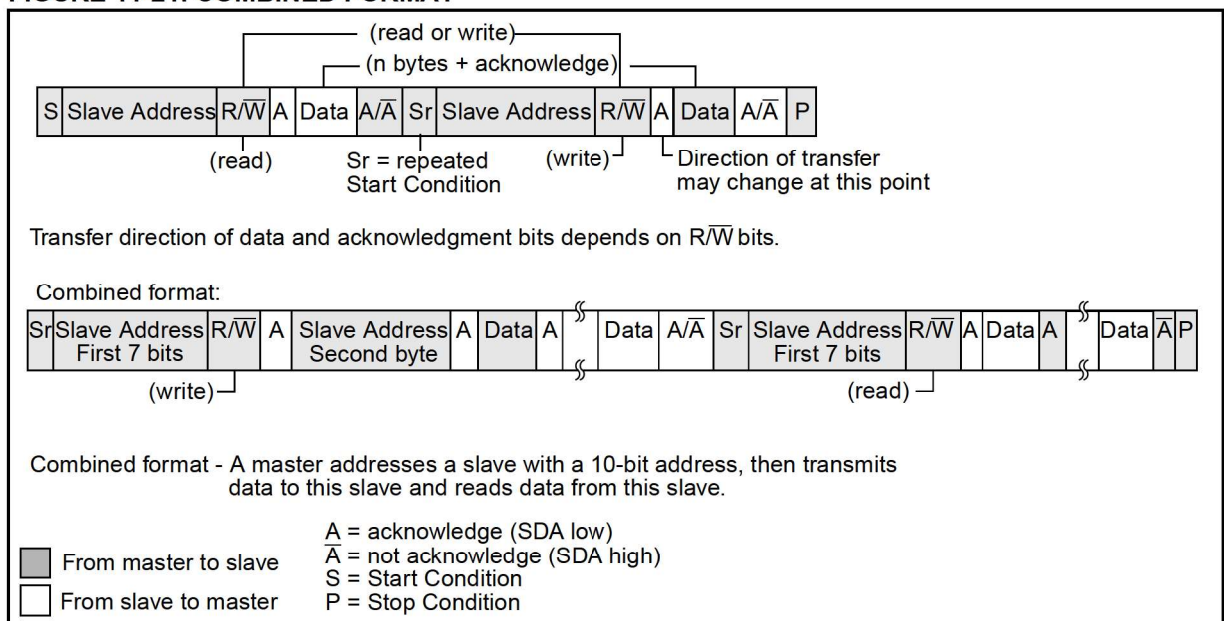 (read or write)
(n bytes + acknowledge)
S Slave Address R/W̅ A Data A/A̅ Sr Slave Address R/W̅ A Data A/A̅ P
(read) Sr = repeated Start Condition (write) Direction of transfer may change at this point
Transfer direction of data and acknowledgment bits depends on R/W̅ bits.
Combined format:
Sr Slave Address First 7 bits R/W̅ A Slave Address Second byte A Data A Data A/A̅ Sr Slave Address First 7 bits R/W̅ A Data A Data A̅ P
(write) (read)
Combined format - A master addresses a slave with a 10-bit address, then transmits
data to this slave and reads data from this slave.
From master to slave
From slave to master
A = acknowledge (SDA low)
A̅ = not acknowledge (SDA high)
S = Start Condition
P = Stop Condition